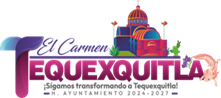 El Carmen
TEQUEXQUITLA
¡Sigamos transformando a Tequexquitla!
H. AYUNTAMIENTO 2024-2027